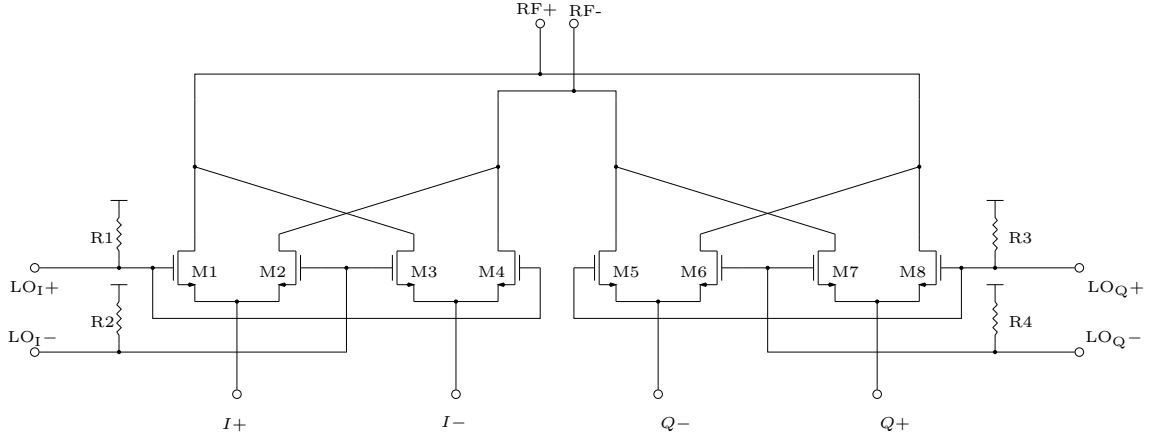 RF+ RF-
R1 R3
M1 M2 M3 M4 M5 M6 M7 M8
LOI+ LOQ+
R2 R4
LOI− LOQ−
I+ I− Q− Q+